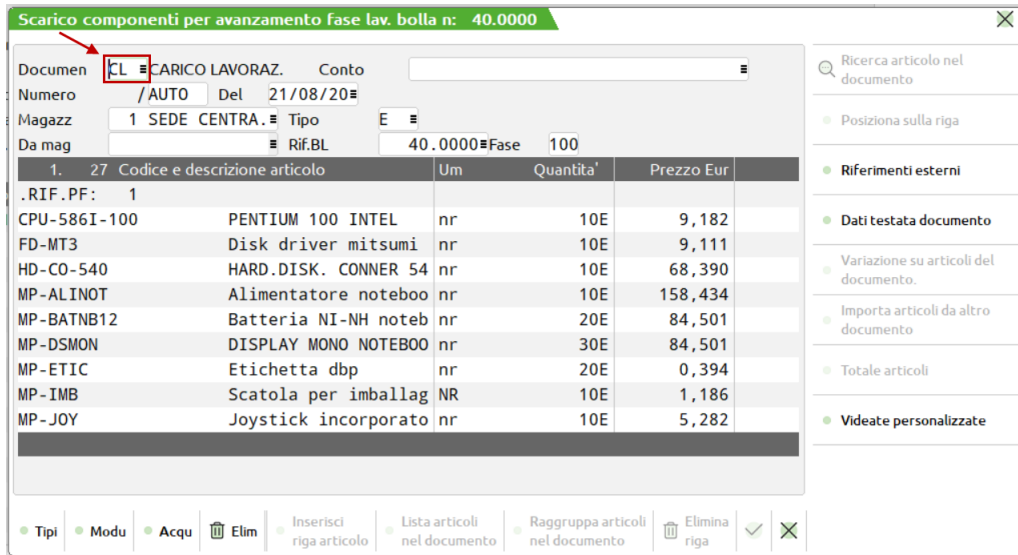 Scarico componenti per avanzamento fase lav. bolla n: 40.0000
Documen CL CARICO LAVORAZ. Conto
Numero /AUTO Del 21/08/20
Magazz 1 SEDE CENTRA. Tipo E
Da mag Rif.BL 40.0000 Fase 100
1. 27 Codice e descrizione articolo Um Quantita' Prezzo Eur
.RIF.PF: 1
CPU-586I-100 PENTIUM 100 INTEL nr 10E 9,182
FD-MT3 Disk driver mitsumi nr 10E 9,111
HD-CO-540 HARD.DISK. CONNER 54 nr 10E 68,390
MP-ALINOT Alimentatore noteboo nr 10E 158,434
MP-BATNB12 Batteria NI-NH noteb nr 20E 84,501
MP-DSMON DISPLAY MONO NOTEBOO nr 30E 84,501
MP-ETIC Etichetta dbp nr 20E 0,394
MP-IMB Scatola per imballag NR 10E 1,186
MP-JOY Joystick incorporato nr 10E 5,282
Ricerca articolo nel
documento
Posiziona sulla riga
Riferimenti esterni
Dati testata documento
Variazione su articoli del
documento.
Importa articoli da altro
documento
Totale articoli
Videate personalizzate
Tipi Modu Acqu Elim
Inserisci
riga articolo
Lista articoli
nel documento
Raggruppa articoli
nel documento
Elimina
riga